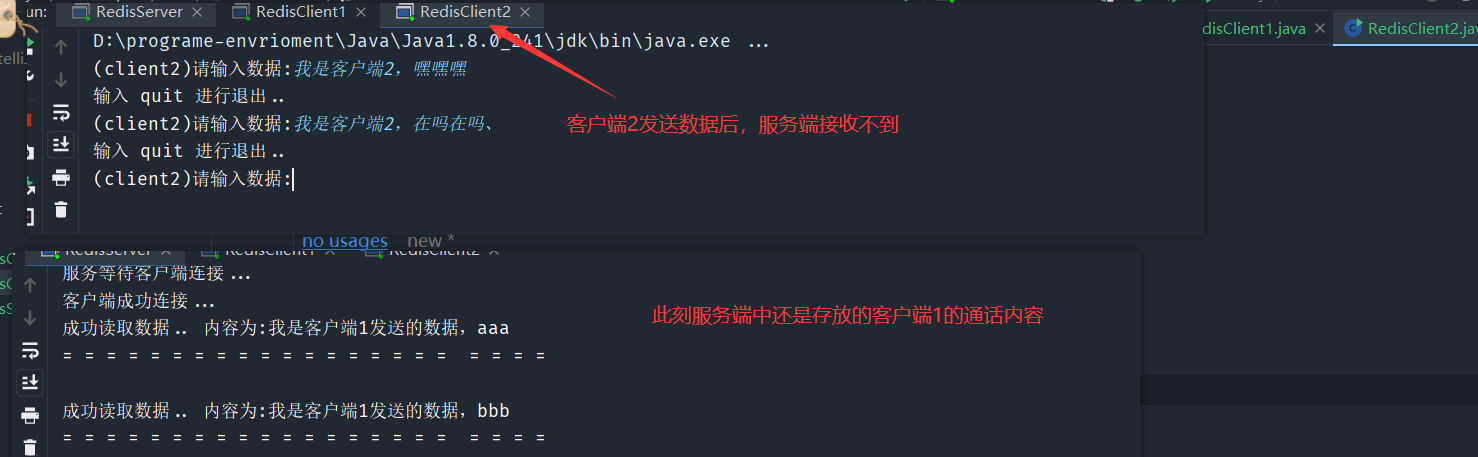 un: RedisServer × RedisClient1 × RedisClient2 ×
disClient1.java × RedisClient2.jav
telli.
D:\programe-envrioment\Java\Java1.8.0_241\jdk\bin\java.exe ...
(client2)请输入数据:我是客户端2，嘿嘿嘿
输入 quit 进行退出..
(client2)请输入数据:我是客户端2，在吗在吗、
客户端2发送数据后，服务端接收不到
输入 quit 进行退出..
(client2)请输入数据:
no usages new *
RedisServer × RedisClient1 × RedisClient2 ×
服务等待客户端连接...
客户端成功连接...
此刻服务端中还是存放的客户端1的通话内容
成功读取数据.. 内容为:我是客户端1发送的数据，aaa
= = = = = = = = = = = = = = = = = = = = = =
成功读取数据.. 内容为:我是客户端1发送的数据，bbb
= = = = = = = = = = = = = = = = = = = = = =